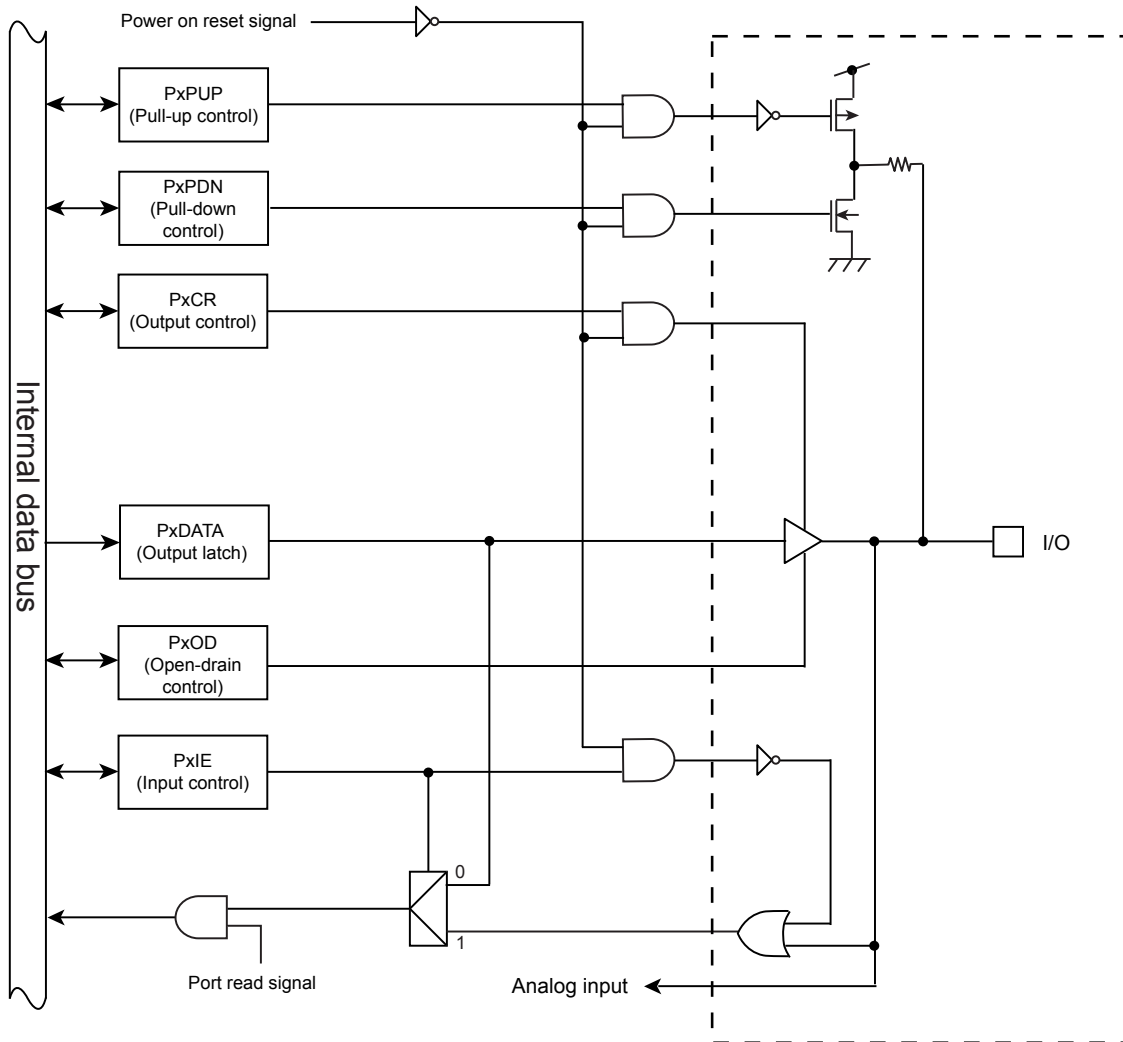 Power on reset signal
PxPUP
(Pull-up control)
PxPDN
(Pull-down
control)
PxCR
(Output control)
Internal data bus
PxDATA
(Output latch)
I/O
PxOD
(Open-drain
control)
PxIE
(Input control)
0
1
Port read signal
Analog input